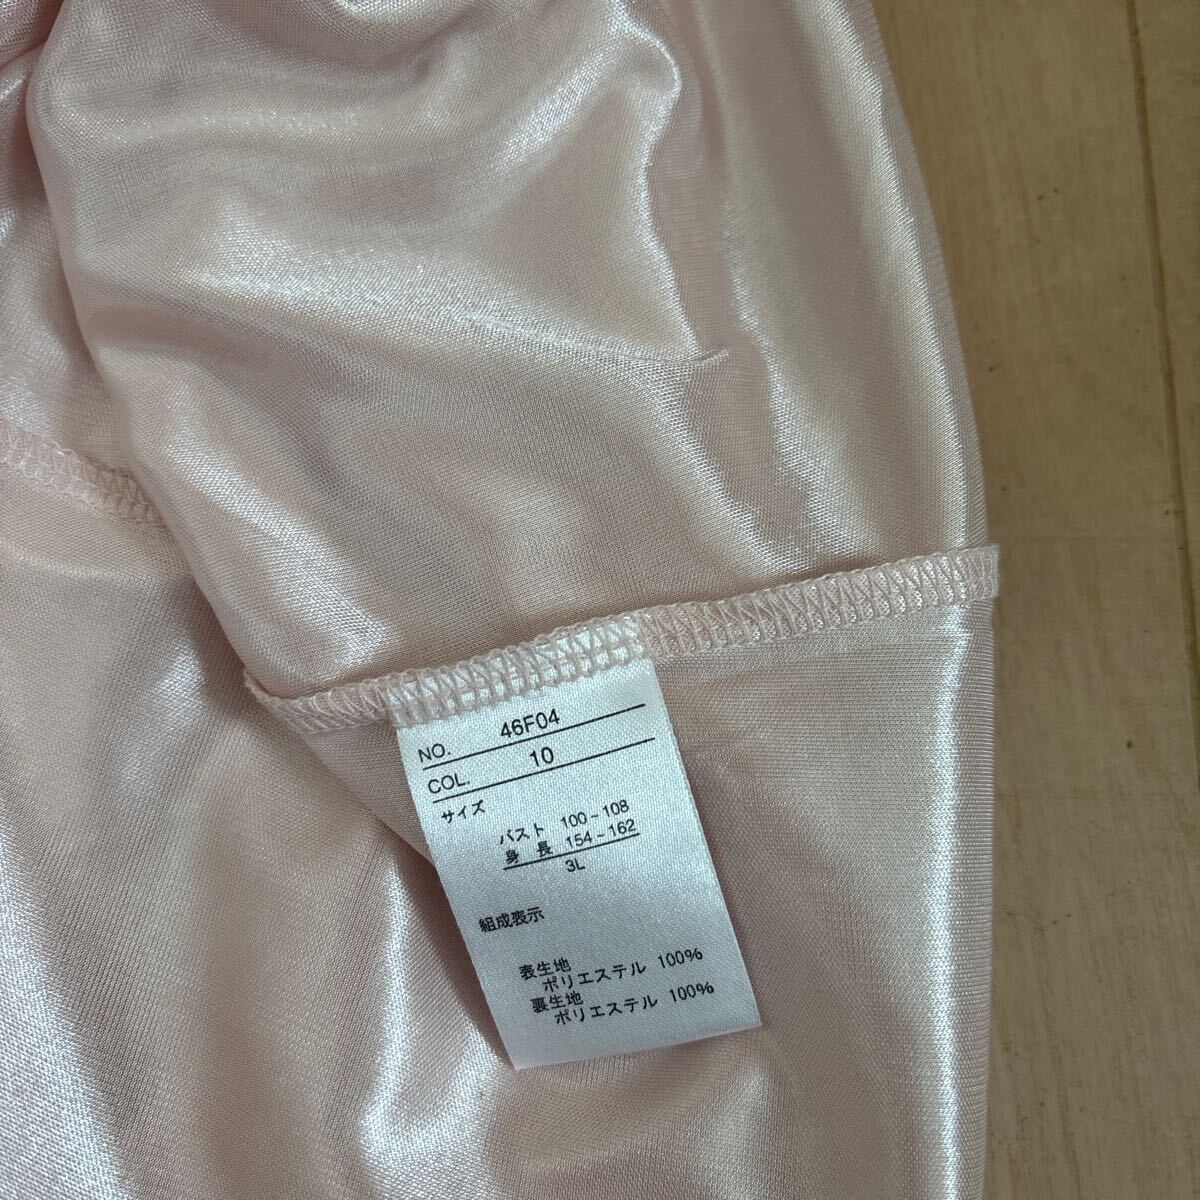 NO. 46F04
COL. 10
サイズ
バスト 100~108
身長 154~162
3L
組成表示
表生地
ポリエステル 100%
裏生地
ポリエステル 100%